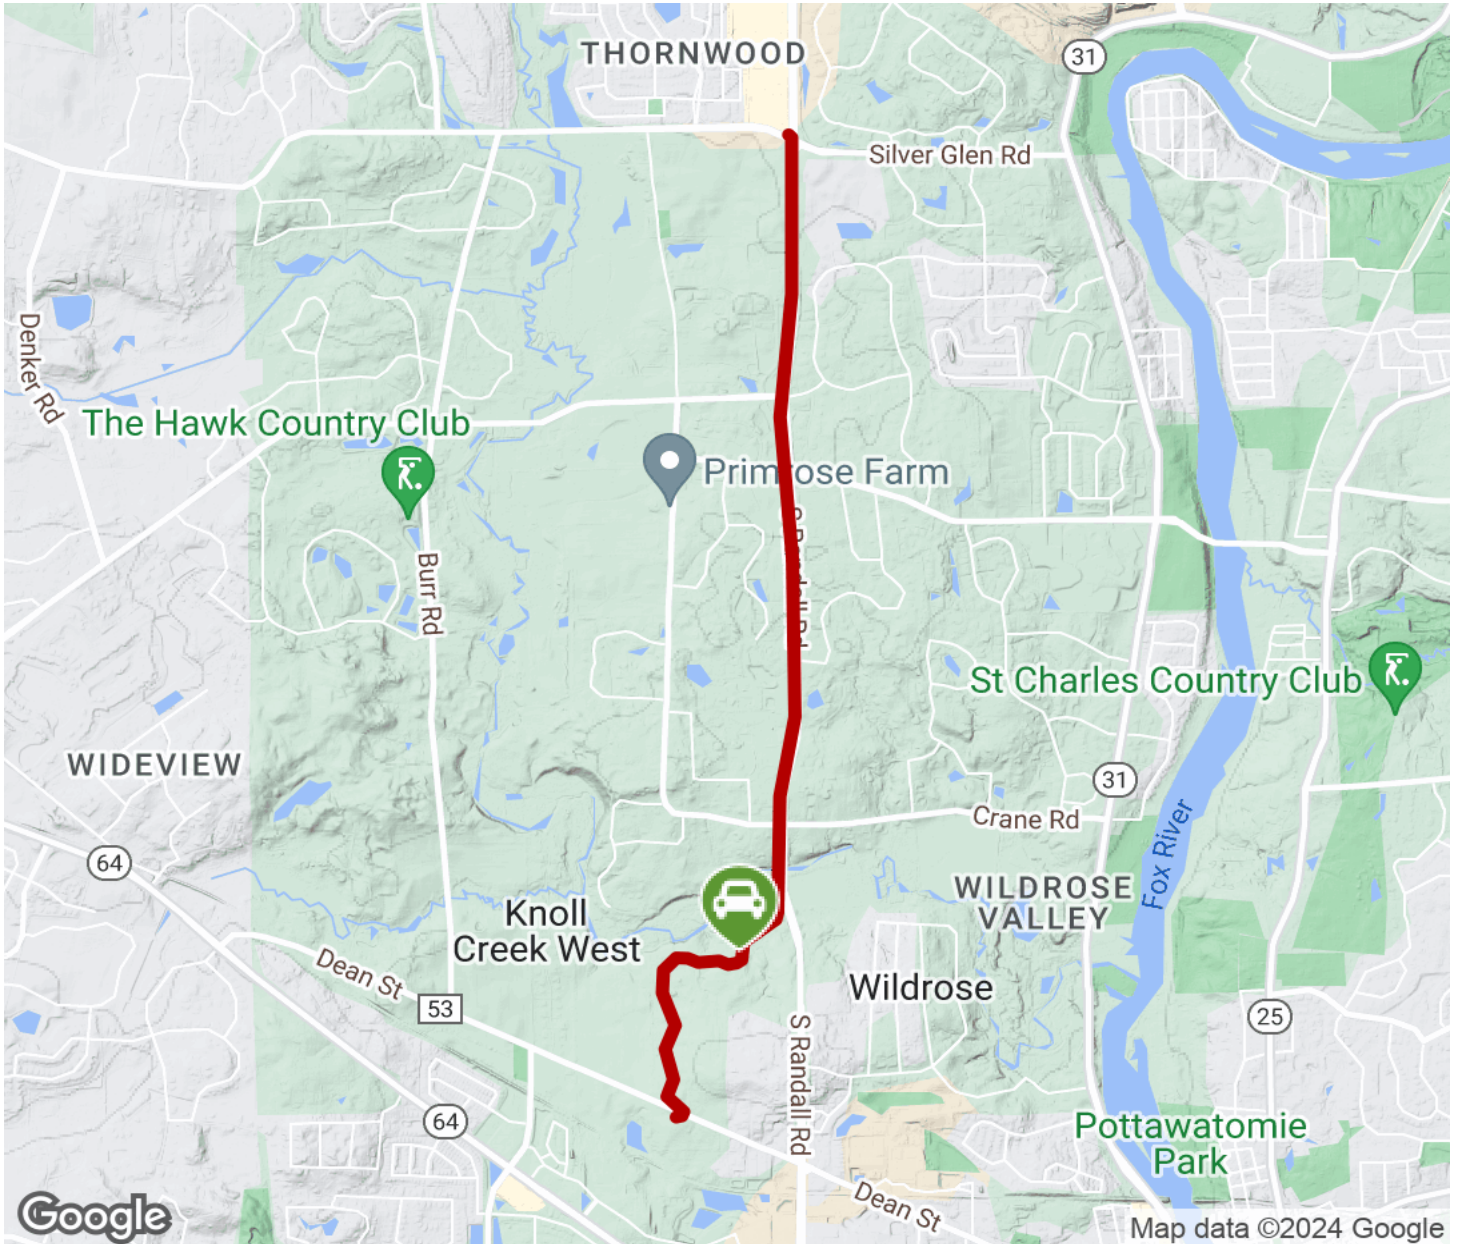 THORNWOOD
31
Silver Glen Rd
Denker Rd
The Hawk Country Club
Primrose Farm
S Randall Rd
Burr Rd
St Charles Country Club
WIDEVIEW
31
Crane Rd
Fox River
64
WILDROSE
VALLEY
Knoll
Creek West
Dean St
Wildrose
53
25
S Randall Rd
64
Pottawatomie
Park
Dean St
Google
Map data ©2024 Google